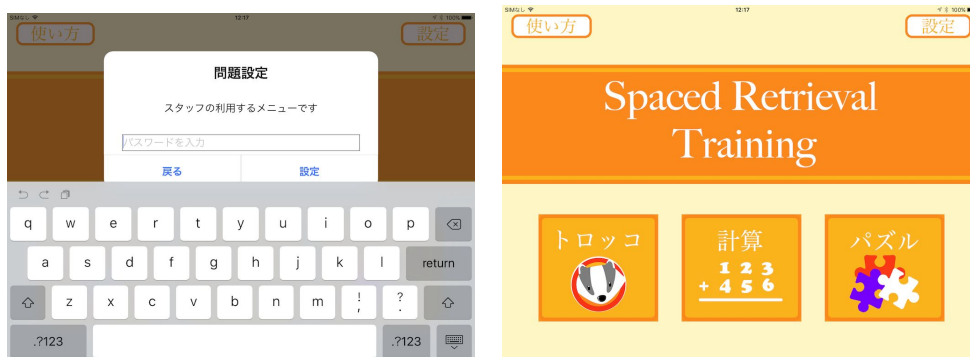 SIMなし
12:17
100%
使い方
設定
問題設定
スタッフの利用するメニューです
パスワードを入力
戻る
設定
q w e r t y u i o p
a s d f g h j k l return
z x c v b n m ! , ? .
.?123 .?123
SIMなし
12:17
100%
使い方
設定
Spaced Retrieval
Training
トロッコ
計算
パズル
1 2 3
+ 4 5 6